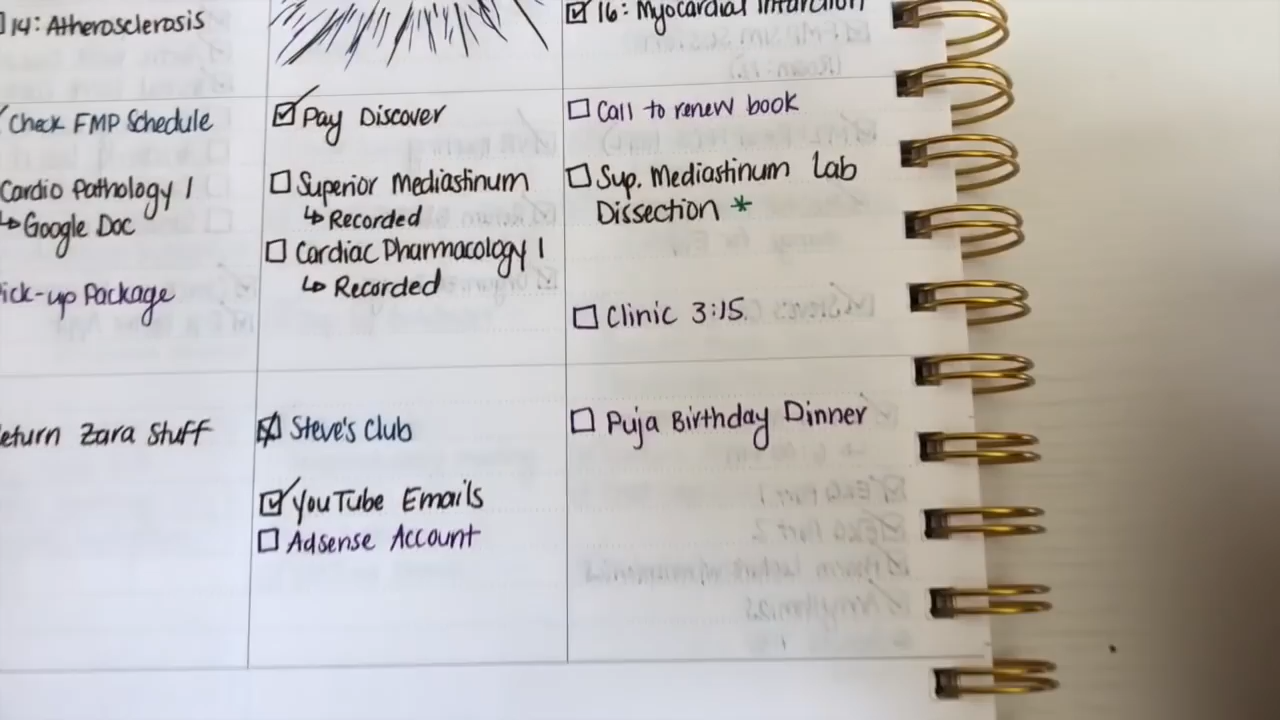 14: Atherosclerosis
Check FMP Schedule
Cardio Pathology 1
↳ Google Doc
ick-up Package
eturn Zara Stuff
Pay Discover
Superior Mediastinum
↳ Recorded
Cardiac Pharmacology 1
↳ Recorded
Steve's Club
YouTube Emails
Adsense Account
16: Myocardial Infarction
Call to renew book
Sup. Mediastinum Lab
Dissection *
Clinic 3:15
Puja Birthday Dinner